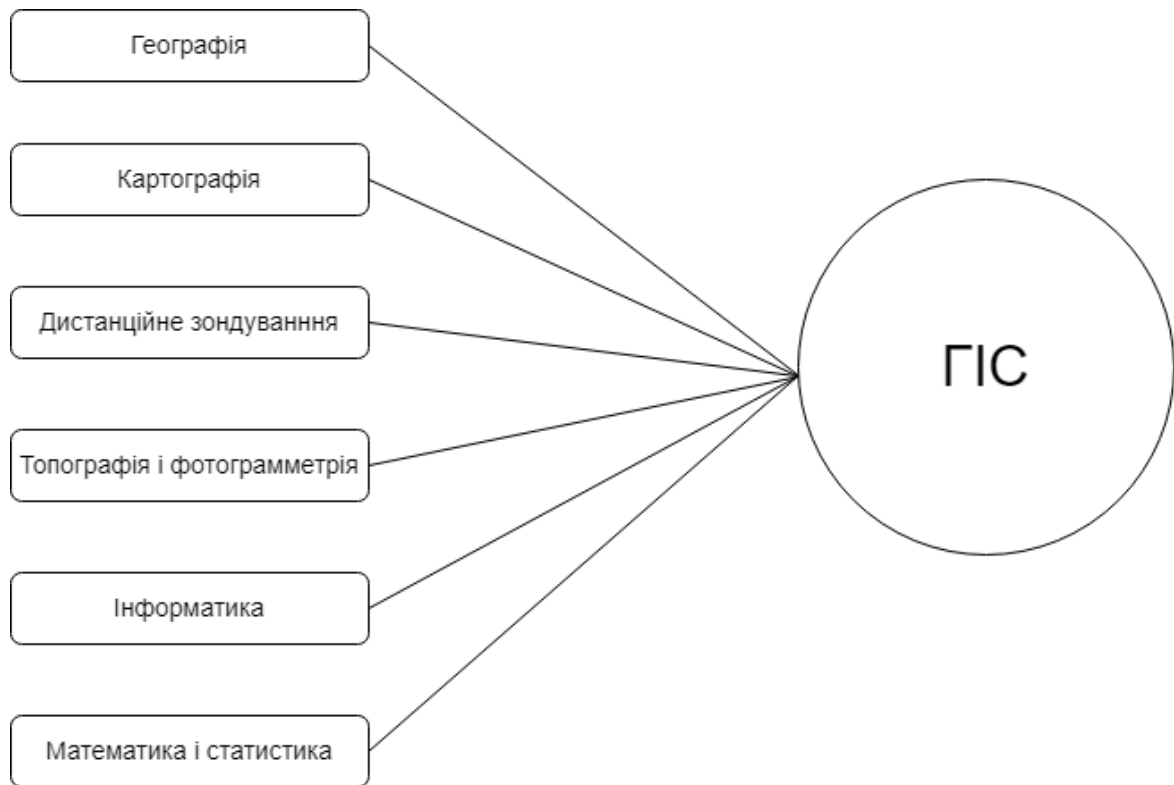 Географія
Картографія
Дистанційне зондуванння
Топографія і фотограмметрія
Інформатика
Математика і статистика
ГІС